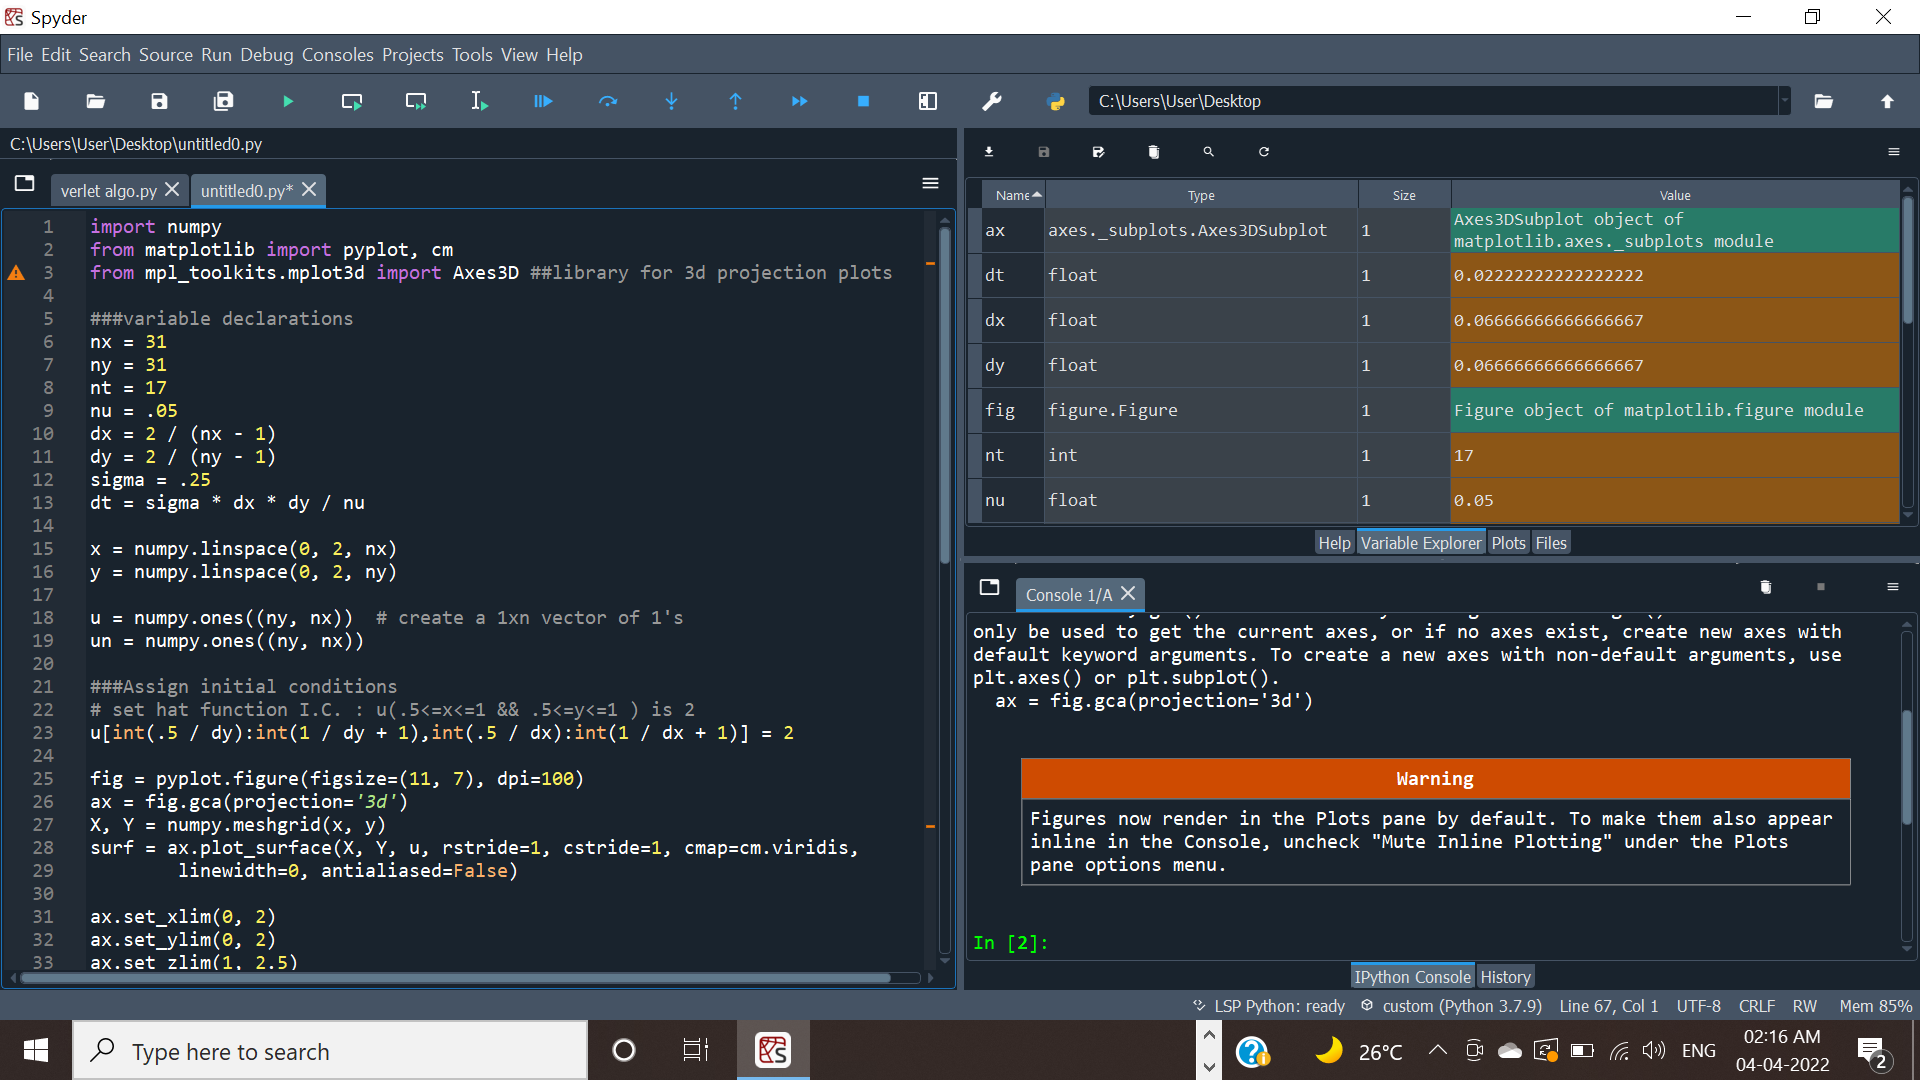 Spyder
File Edit Search Source Run Debug Consoles Projects Tools View Help
C:\Users\User\Desktop
C:\Users\User\Desktop\untitled0.py
verlet algo.py
untitled0.py*
1 import numpy
2 from matplotlib import pyplot, cm
3 from mpl_toolkits.mplot3d import Axes3D ##library for 3d projection plots
4
5 ###variable declarations
6 nx = 31
7 ny = 31
8 nt = 17
9 nu = .05
10 dx = 2 / (nx - 1)
11 dy = 2 / (ny - 1)
12 sigma = .25
13 dt = sigma * dx * dy / nu
14
15 x = numpy.linspace(0, 2, nx)
16 y = numpy.linspace(0, 2, ny)
17
18 u = numpy.ones((ny, nx))  # create a 1xn vector of 1's
19 un = numpy.ones((ny, nx))
20
21 ###Assign initial conditions
22 # set hat function I.C. : u(.5<=x<=1 && .5<=y<=1 ) is 2
23 u[int(.5 / dy):int(1 / dy + 1),int(.5 / dx):int(1 / dx + 1)] = 2
24
25 fig = pyplot.figure(figsize=(11, 7), dpi=100)
26 ax = fig.gca(projection='3d')
27 X, Y = numpy.meshgrid(x, y)
28 surf = ax.plot_surface(X, Y, u, rstride=1, cstride=1, cmap=cm.viridis,
29         linewidth=0, antialiased=False)
30
31 ax.set_xlim(0, 2)
32 ax.set_ylim(0, 2)
33 ax.set_zlim(1, 2.5)
Name Type Size Value
ax axes._subplots.Axes3DSubplot 1 Axes3DSubplot object of
matplotlib.axes._subplots module
dt float 1 0.02222222222222222
dx float 1 0.06666666666666667
dy float 1 0.06666666666666667
fig figure.Figure 1 Figure object of matplotlib.figure module
nt int 1 17
nu float 1 0.05
Help Variable Explorer Plots Files
Console 1/A
only be used to get the current axes, or if no axes exist, create new axes with
default keyword arguments. To create a new axes with non-default arguments, use
plt.axes() or plt.subplot().
ax = fig.gca(projection='3d')
Warning
Figures now render in the Plots pane by default. To make them also appear
inline in the Console, uncheck "Mute Inline Plotting" under the Plots
pane options menu.
In [2]:
IPython Console History
LSP Python: ready custom (Python 3.7.9) Line 67, Col 1 UTF-8 CRLF RW Mem 85%
Type here to search
26°C
ENG
02:16 AM
04-04-2022
2